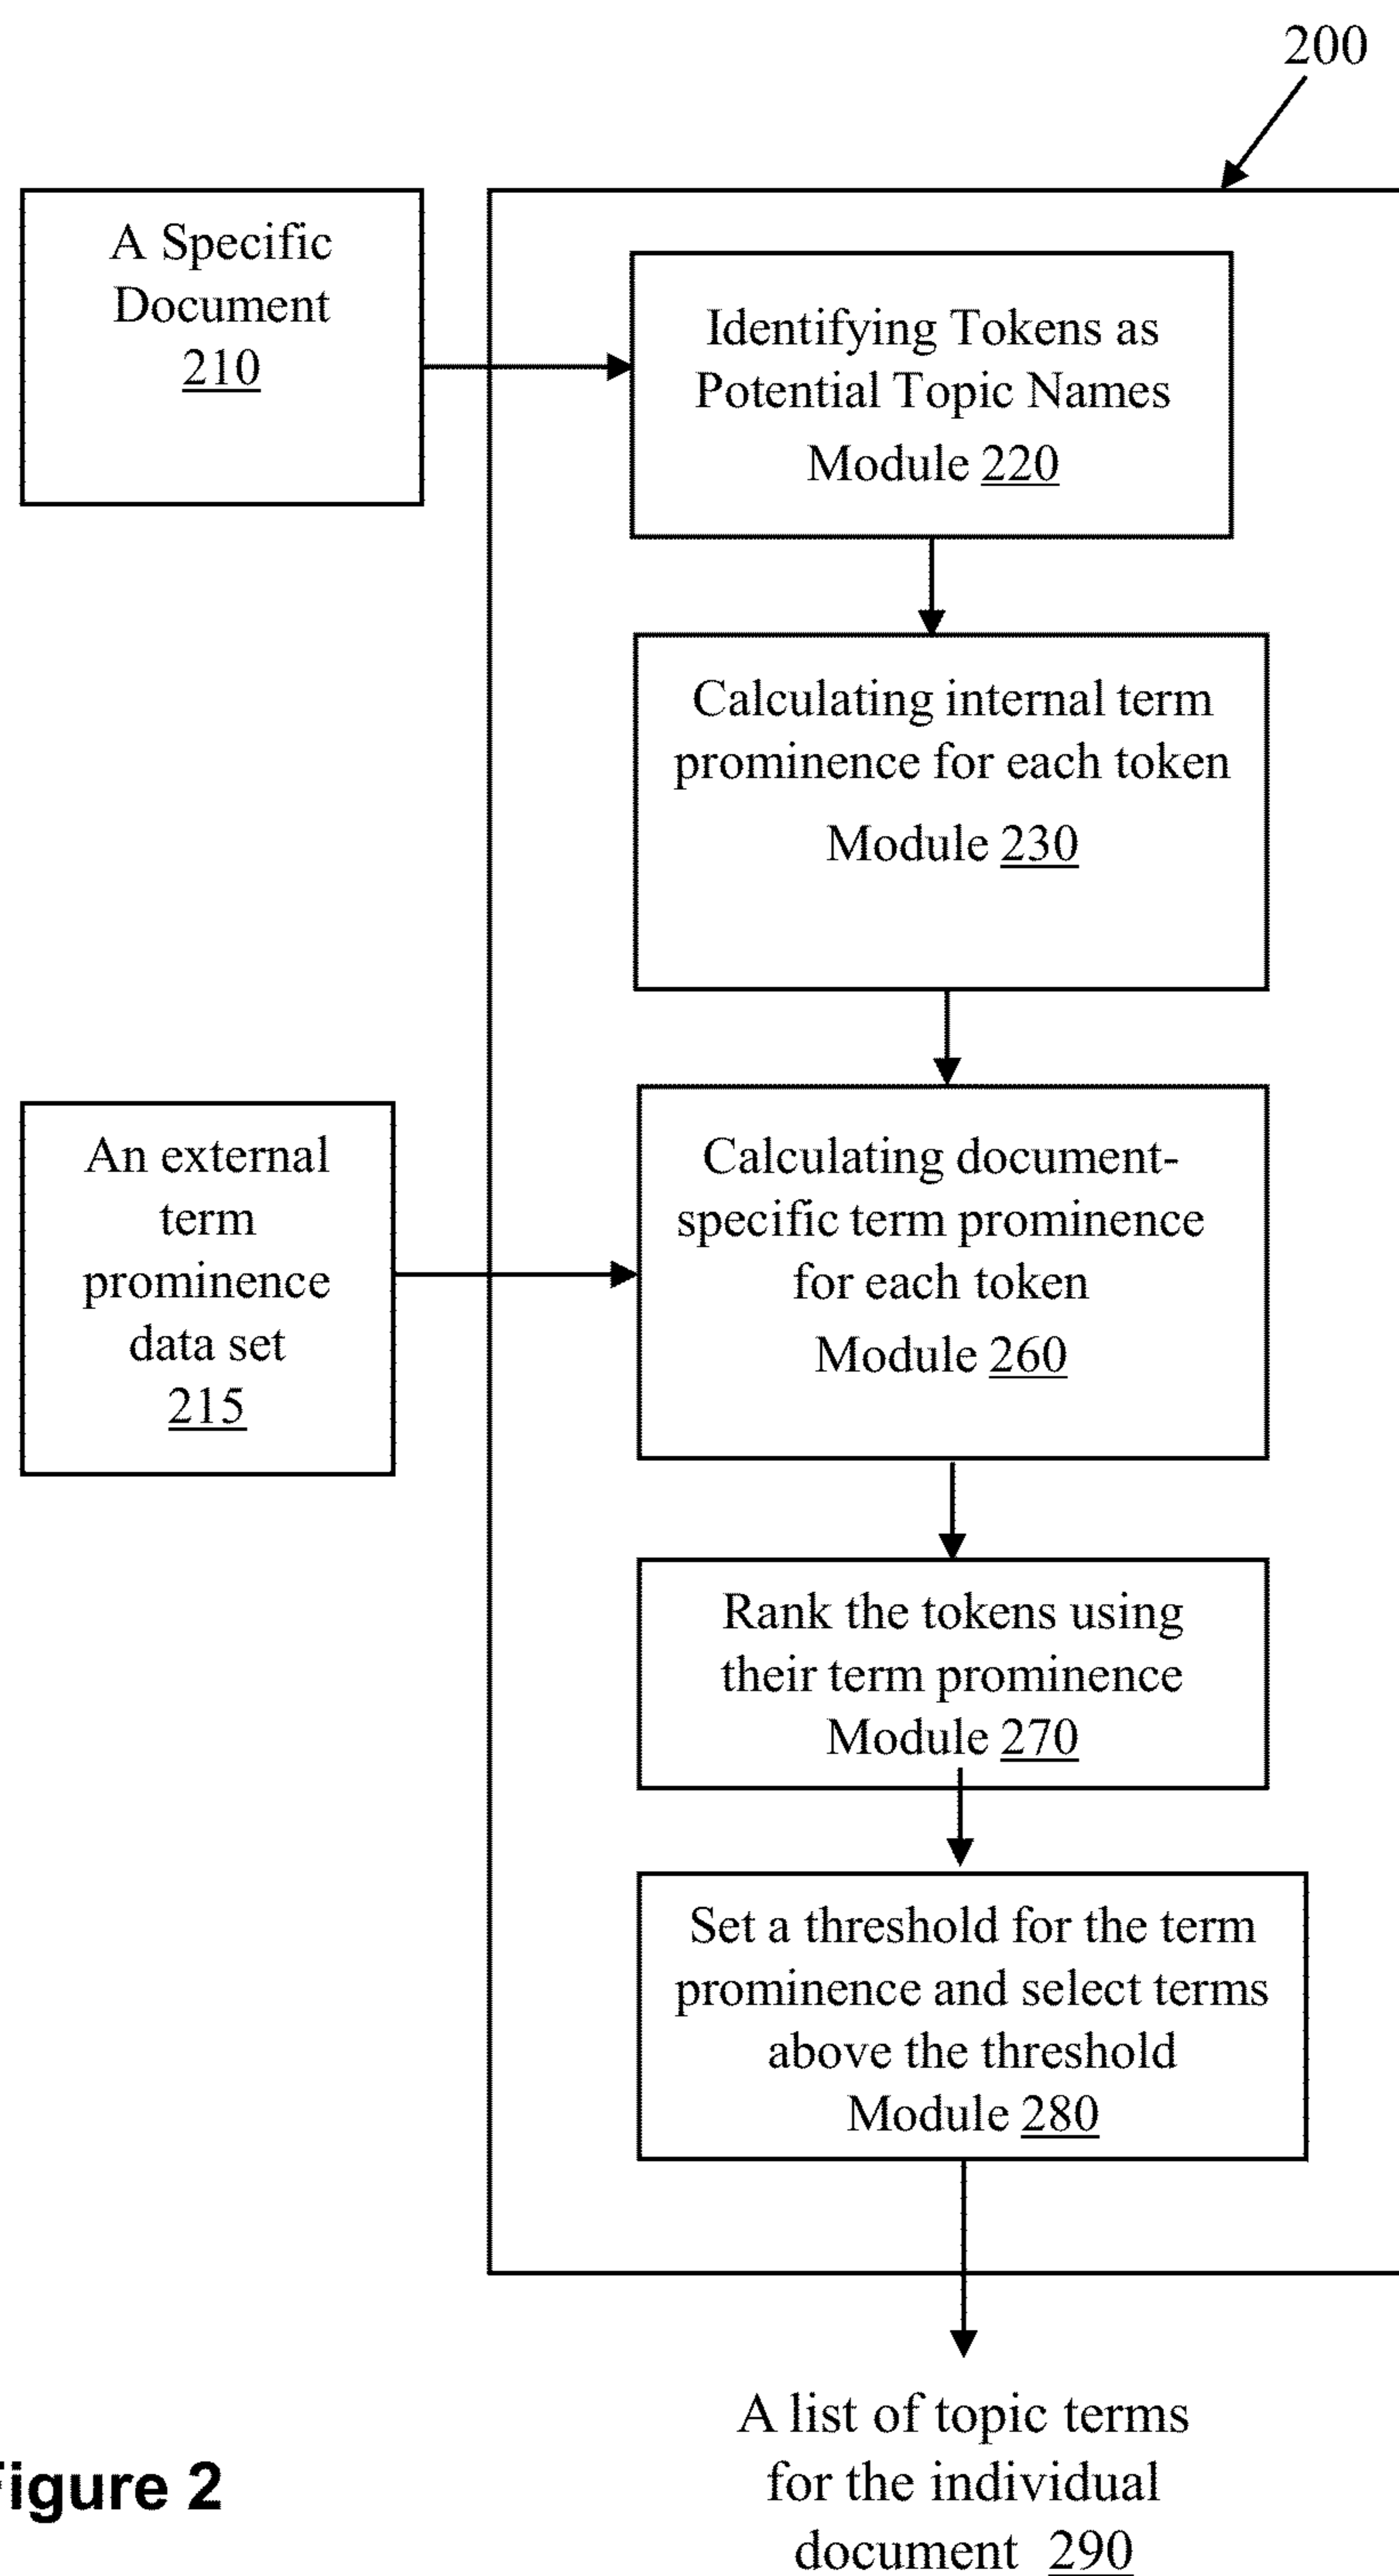 200
A Specific
Document
210
Identifying Tokens as
Potential Topic Names
Module 220
Calculating internal term
prominence for each token
Module 230
An external
term
prominence
data set
215
Calculating document-
specific term prominence
for each token
Module 260
Rank the tokens using
their term prominence
Module 270
Set a threshold for the term
prominence and select terms
above the threshold
Module 280
A list of topic terms
for the individual
document 290
Figure 2